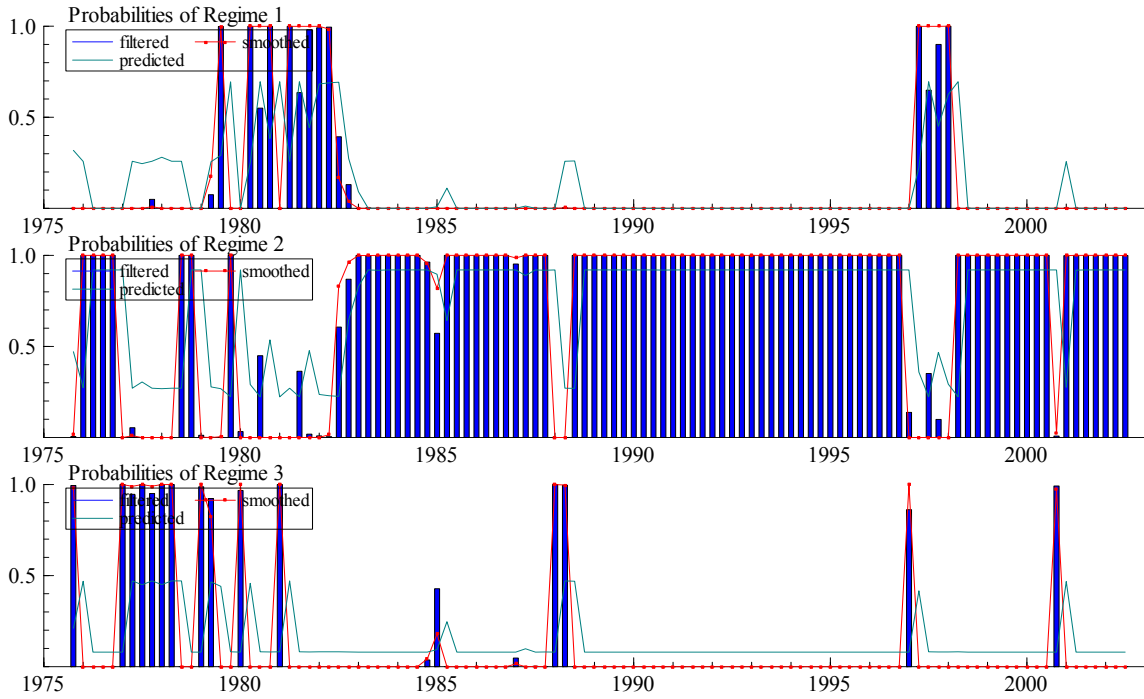 Probabilities of Regime 1
1.0
filtered smoothed
predicted
0.5
1975 1980 1985 1990 1995 2000
Probabilities of Regime 2
1.0
filtered smoothed
predicted
0.5
1975 1980 1985 1990 1995 2000
Probabilities of Regime 3
1.0
filtered smoothed
predicted
0.5
1975 1980 1985 1990 1995 2000